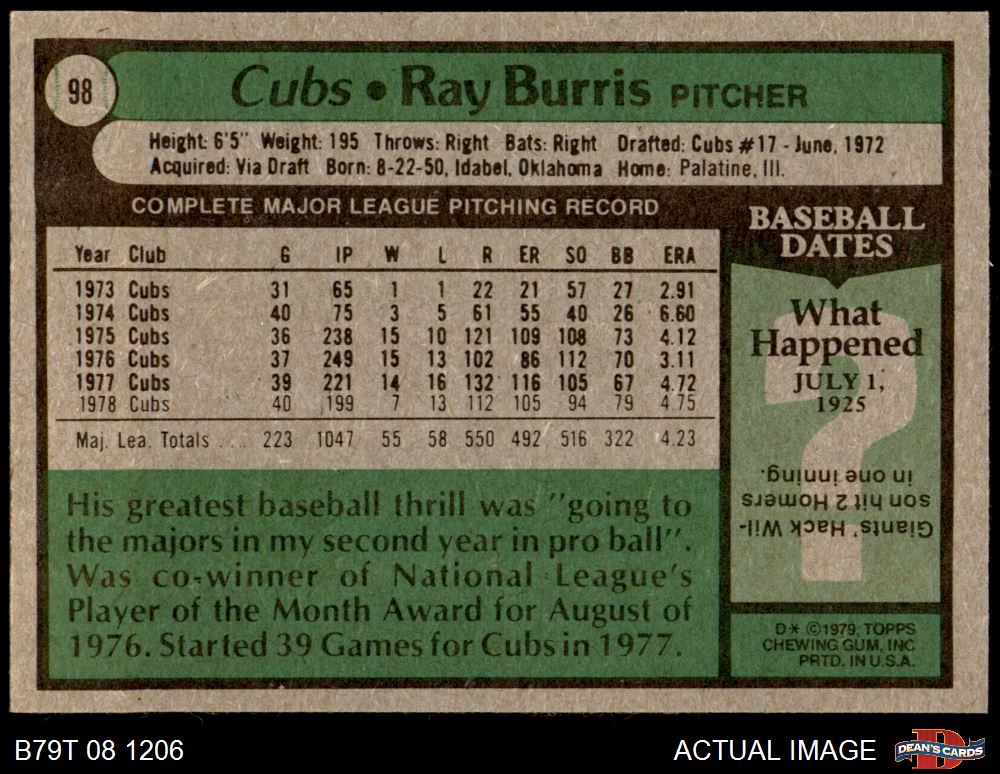 98
Cubs • Ray Burris PITCHER
Height: 6'5" Weight: 195 Throws: Right Bats: Right Drafted: Cubs #17 - June, 1972
Acquired: Via Draft Born: 8-22-50, Idabel, Oklahoma Home: Palatine, Ill.
COMPLETE MAJOR LEAGUE PITCHING RECORD
Year Club G IP W L R ER SO BB ERA
1973 Cubs 31 65 1 1 22 21 57 27 2.91
1974 Cubs 40 75 3 5 61 55 40 26 6.60
1975 Cubs 36 238 15 10 121 109 108 73 4.12
1976 Cubs 37 249 15 13 102 86 112 70 3.11
1977 Cubs 39 221 14 16 132 116 105 67 4.72
1978 Cubs 40 199 7 13 112 105 94 79 4.75
Maj. Lea. Totals .... 223 1047 55 58 550 492 516 322 4.23
His greatest baseball thrill was "going to
the majors in my second year in pro ball".
Was co-winner of National League's
Player of the Month Award for August of
1976. Started 39 Games for Cubs in 1977.
BASEBALL
DATES
What
Happened
JULY 1,
1925
?
Giants' Hack Wil-
son hit 2 Homers
in one inning.
D* ©1979, TOPPS
CHEWING GUM, INC
PRTD. IN U.S.A.
B79T 08 1206
ACTUAL IMAGE
DEAN'S CARDS